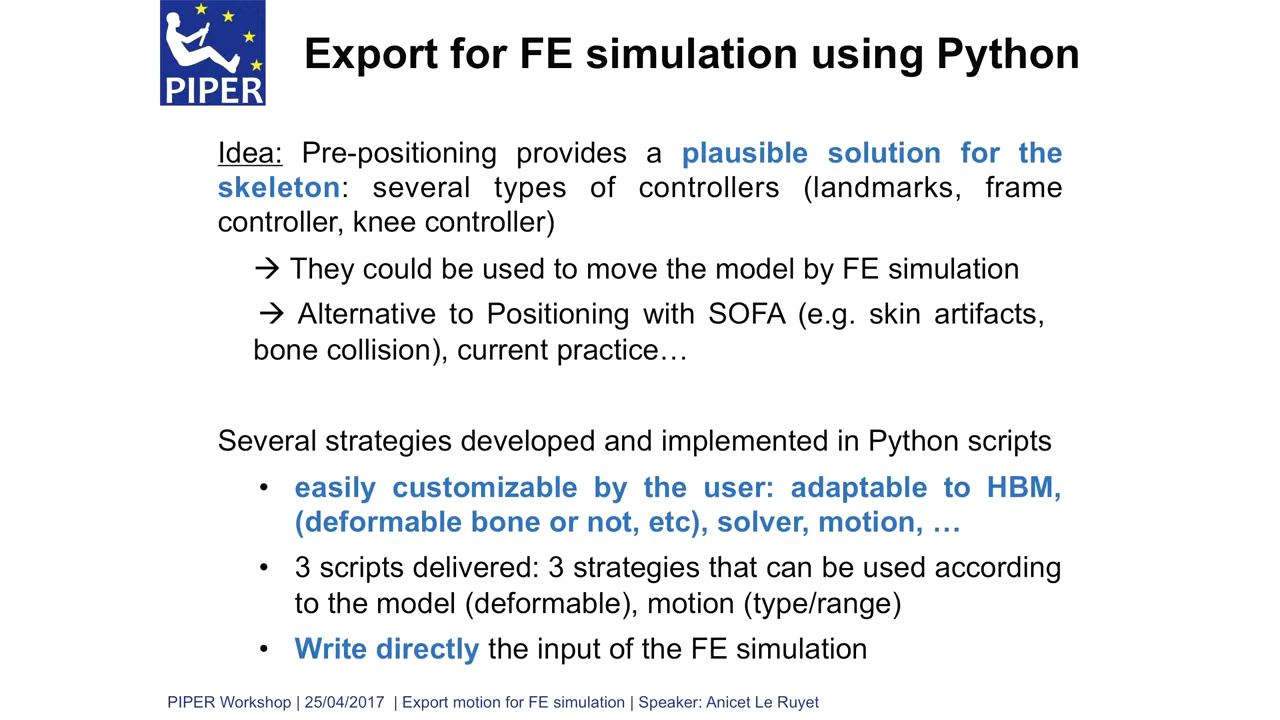 PIPER
Export for FE simulation using Python
Idea: Pre-positioning provides a plausible solution for the
skeleton: several types of controllers (landmarks, frame
controller, knee controller)
→ They could be used to move the model by FE simulation
→ Alternative to Positioning with SOFA (e.g. skin artifacts,
bone collision), current practice…
Several strategies developed and implemented in Python scripts
• easily customizable by the user: adaptable to HBM,
(deformable bone or not, etc), solver, motion, …
• 3 scripts delivered: 3 strategies that can be used according
to the model (deformable), motion (type/range)
• Write directly the input of the FE simulation
PIPER Workshop | 25/04/2017 | Export motion for FE simulation | Speaker: Anicet Le Ruyet